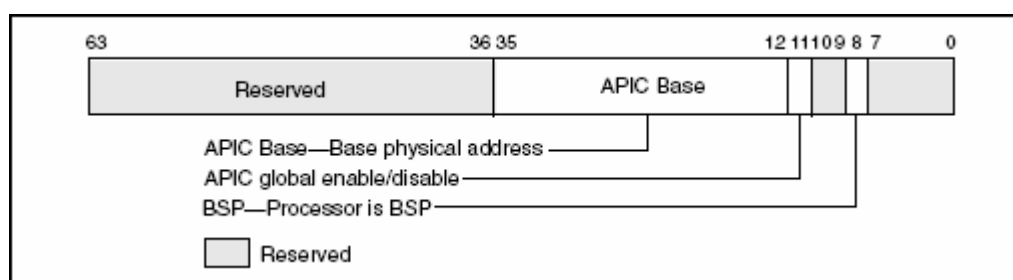 63 36 35 12 11 10 9 8 7 0
Reserved APIC Base
APIC Base—Base physical address
APIC global enable/disable
BSP—Processor is BSP
Reserved